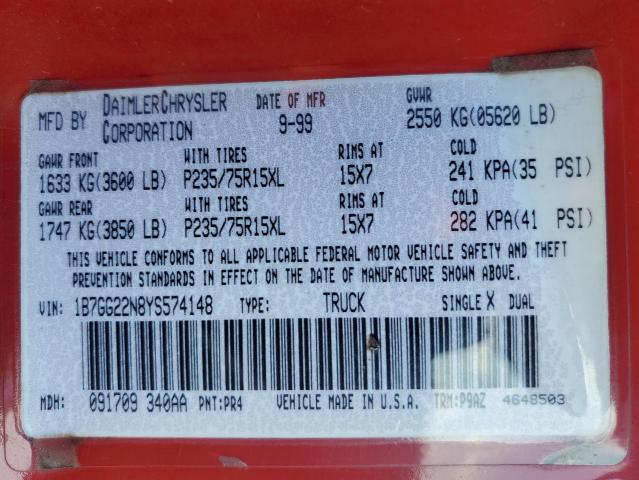 MFD BY DAIMLERCHRYSLER CORPORATION DATE OF MFR 9-99 GVWR 2550 KG(05620 LB)
GAWR FRONT WITH TIRES RIMS AT COLD
1633 KG(3600 LB) P235/75R15XL 15X7 241 KPA(35 PSI)
GAWR REAR WITH TIRES RIMS AT COLD
1747 KG(3850 LB) P235/75R15XL 15X7 282 KPA(41 PSI)
THIS VEHICLE CONFORMS TO ALL APPLICABLE FEDERAL MOTOR VEHICLE SAFETY AND THEFT
PREVENTION STANDARDS IN EFFECT ON THE DATE OF MANUFACTURE SHOWN ABOVE.
VIN: 1B7GG22N8YS574148 TYPE: TRUCK SINGLE X DUAL
MDH: 091709 340AA PNT:PR4 VEHICLE MADE IN U.S.A. TRM:P9AZ 4648503